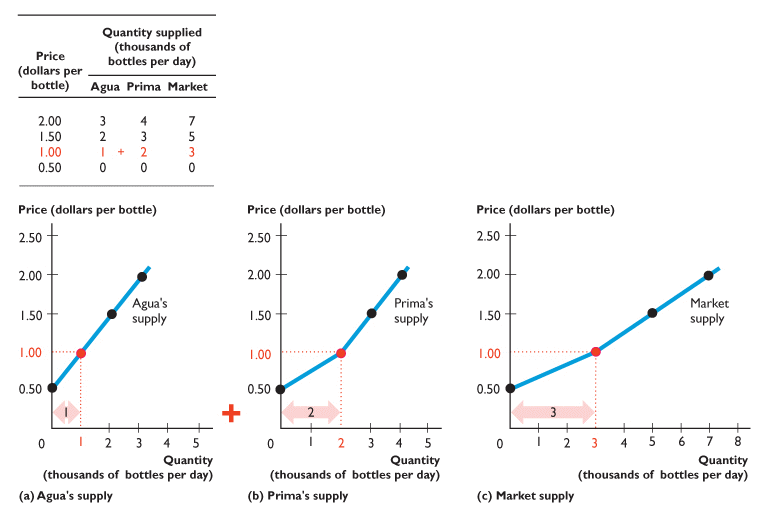 Quantity supplied
(thousands of
bottles per day)
Price
(dollars per
bottle)
Agua Prima Market
2.00 3 4 7
1.50 2 3 5
1.00 1 + 2 3
0.50 0 0 0
Price (dollars per bottle)
2.50
2.00
1.50
1.00
0.50
Agua's
supply
1
0 1 2 3 4 5
Quantity
(thousands of bottles per day)
(a) Agua's supply
+
Price (dollars per bottle)
2.50
2.00
1.50
1.00
0.50
Prima's
supply
2
0 1 2 3 4 5
Quantity
(thousands of bottles per day)
(b) Prima's supply
Price (dollars per bottle)
2.50
2.00
1.50
1.00
0.50
Market
supply
3
0 1 2 3 4 5 6 7 8
Quantity
(thousands of bottles per day)
(c) Market supply